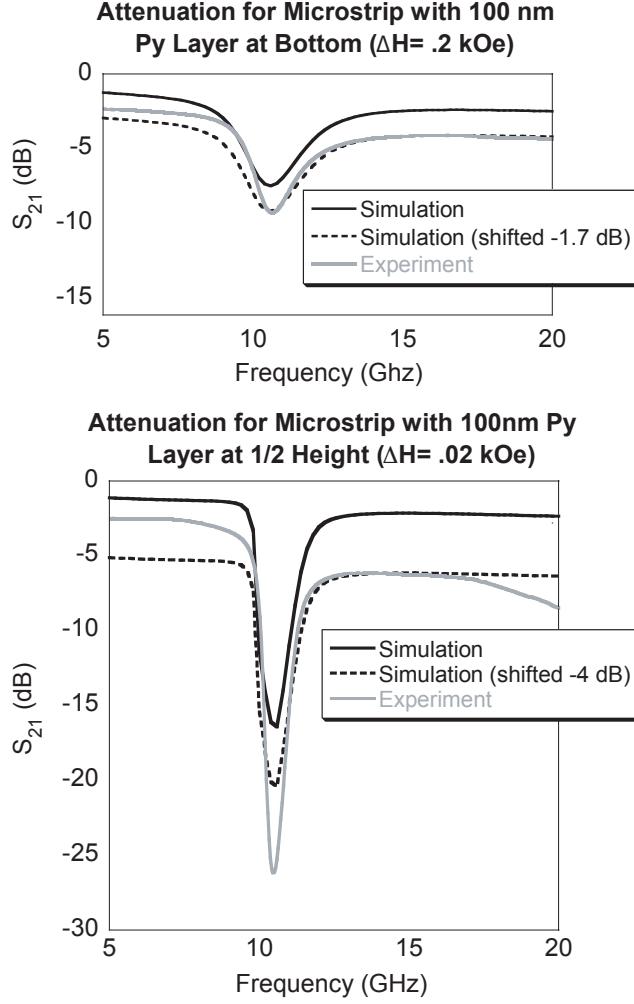 Attenuation for Microstrip with 100 nm
Py Layer at Bottom (ΔH= .2 kOe)
0
-5
-10
-15
S21 (dB)
Simulation
Simulation (shifted -1.7 dB)
Experiment
5
10
15
20
Frequency (Ghz)
Attenuation for Microstrip with 100nm Py
Layer at 1/2 Height (ΔH= .02 kOe)
0
-5
-10
-15
-20
-25
-30
S21 (dB)
Simulation
Simulation (shifted -4 dB)
Experiment
5
10
15
20
Frequency (GHz)